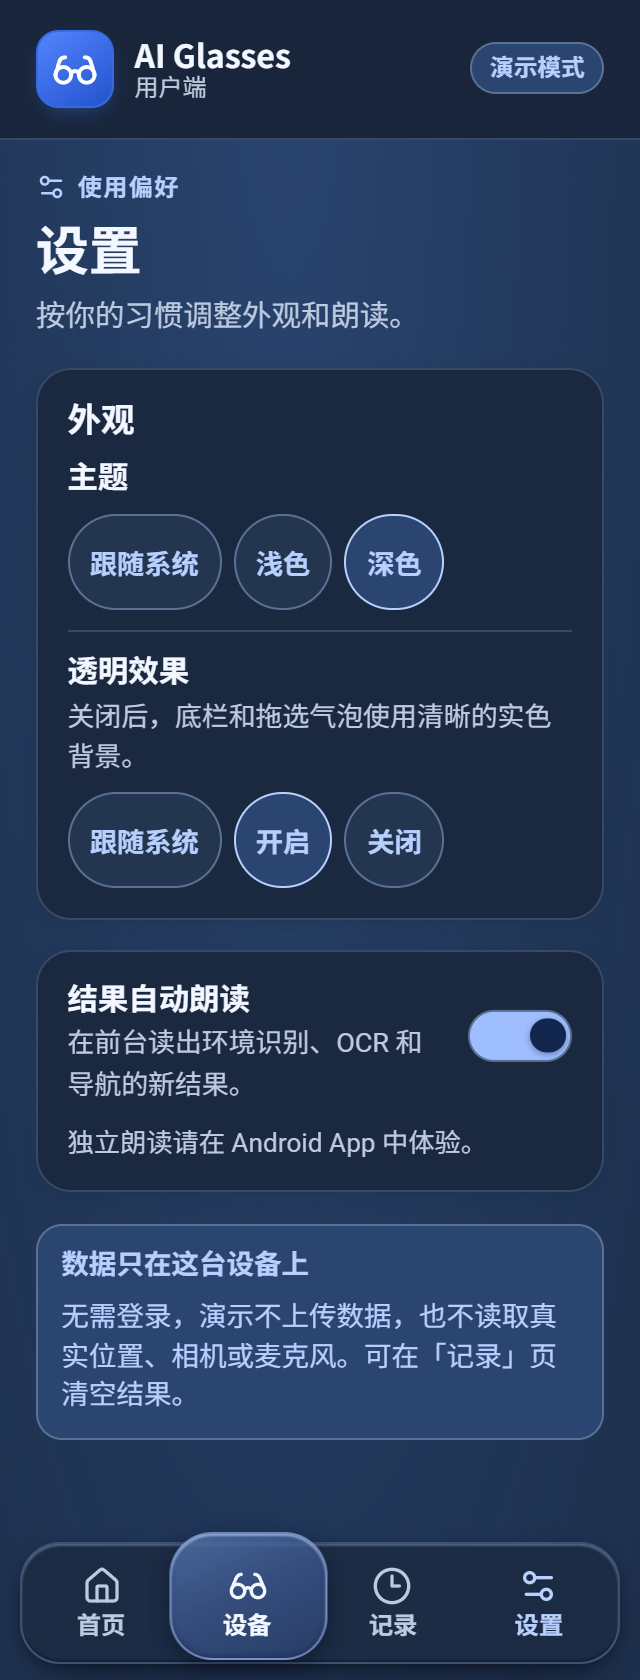 AI Glasses
用户端
演示模式
使用偏好
设置
按你的习惯调整外观和朗读。
外观
主题
跟随系统
浅色
深色
透明效果
关闭后，底栏和拖选气泡使用清晰的实色
背景。
跟随系统
开启
关闭
结果自动朗读
在前台读出环境识别、OCR 和
导航的新结果。
独立朗读请在 Android App 中体验。
数据只在这台设备上
无需登录，演示不上传数据，也不读取真
实位置、相机或麦克风。可在「记录」页
清空结果。
首页
设备
记录
设置